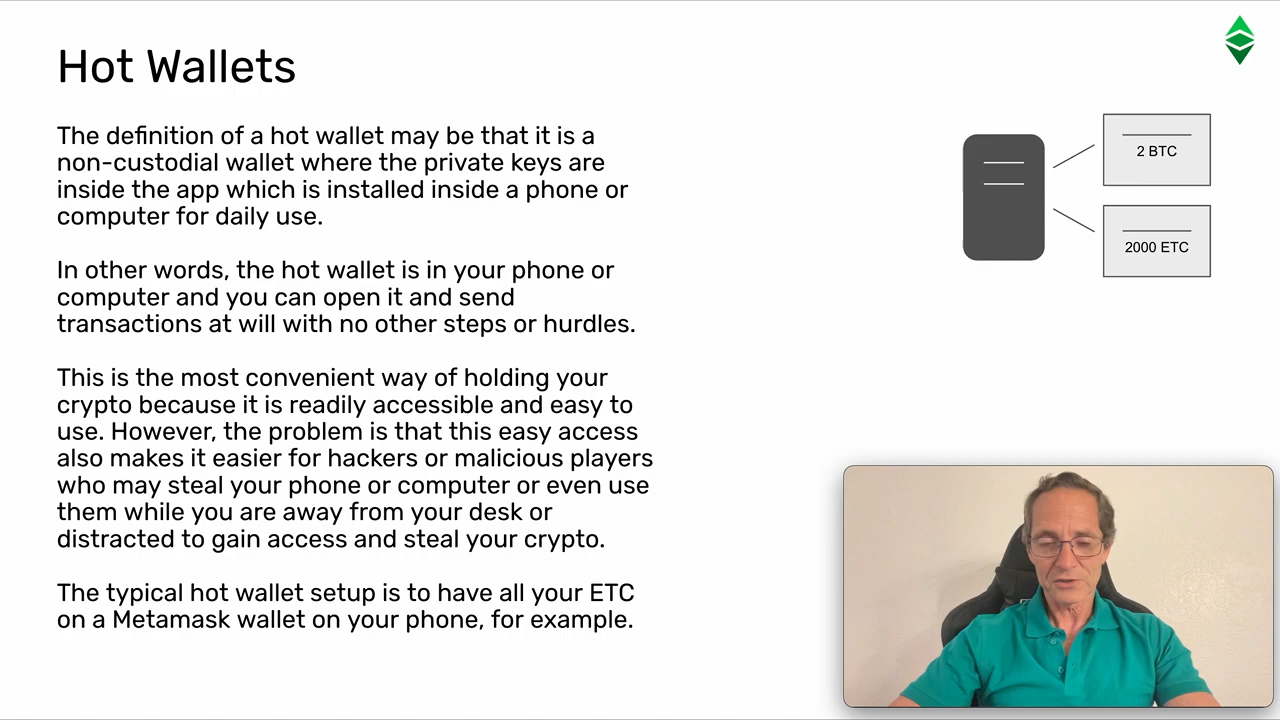 Hot Wallets
The definition of a hot wallet may be that it is a
non-custodial wallet where the private keys are
inside the app which is installed inside a phone or
computer for daily use.
In other words, the hot wallet is in your phone or
computer and you can open it and send
transactions at will with no other steps or hurdles.
This is the most convenient way of holding your
crypto because it is readily accessible and easy to
use. However, the problem is that this easy access
also makes it easier for hackers or malicious players
who may steal your phone or computer or even use
them while you are away from your desk or
distracted to gain access and steal your crypto.
The typical hot wallet setup is to have all your ETC
on a Metamask wallet on your phone, for example.
2 BTC
2000 ETC